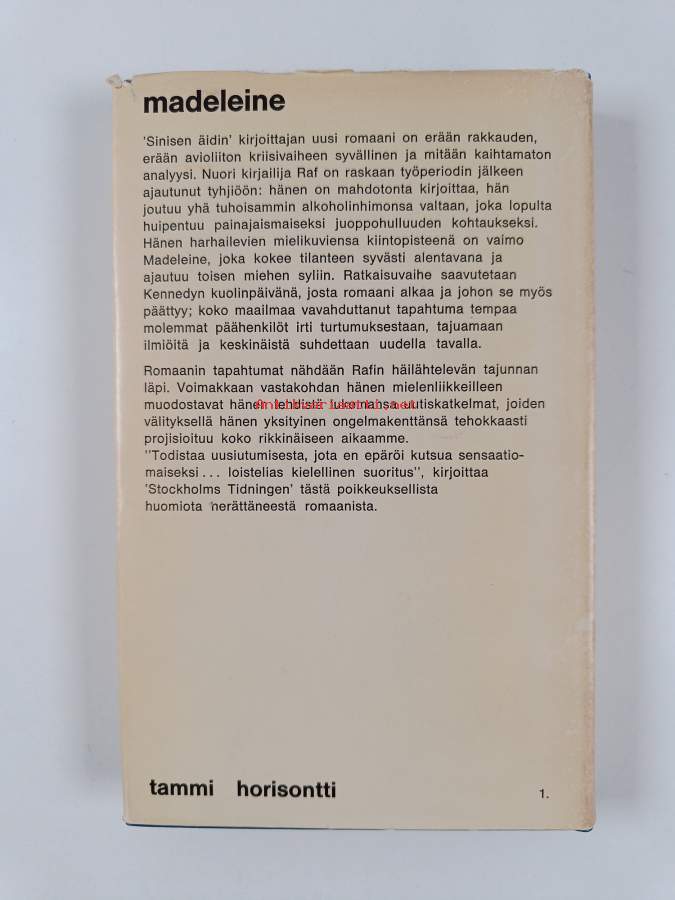 madeleine
'Sinisen äidin' kirjoittajan uusi romaani on erään rakkauden,
erään avioliiton kriisivaiheen syvällinen ja mitään kaihtamaton
analyysi. Nuori kirjailija Raf on raskaan työperiodin jälkeen
ajautunut tyhjiöön: hänen on mahdotonta kirjoittaa, hän
joutuu yhä tuhoisammin alkoholinhimonsa valtaan, joka lopulta
huipentuu painajaismaiseksi juoppohulluuden kohtaukseksi.
Hänen harhailevien mielikuviensa kiintopisteenä on vaimo
Madeleine, joka kokee tilanteen syvästi alentavana ja
ajautuu toisen miehen syliin. Ratkaisuvaihe saavutetaan
Kennedyn kuolinpäivänä, josta romaani alkaa ja johon se myös
päättyy; koko maailmaa vavahduttanut tapahtuma tempaa
molemmat päähenkilöt irti turtumuksestaan, tajuamaan
ilmiöitä ja keskinäistä suhdettaan uudella tavalla.
Romaanin tapahtumat nähdään Rafin häilähtelevän tajunnan
läpi. Voimakkaan vastakohdan hänen mielenliikkeilleen
muodostavat hänen lehdistä lukemansa uutiskatkelmat, joiden
välityksellä hänen yksityinen ongelmakenttänsä tehokkaasti
projisioituu koko rikkinäiseen aikaamme.
"Todistaa uusiutumisesta, jota en epäröi kutsua sensaatio-
maiseksi... loistelias kielellinen suoritus", kirjoittaa
'Stockholms Tidningen' tästä poikkeuksellista
huomiota herättäneestä romaanista.
Antikvariaatti.net
tammi horisontti
1.